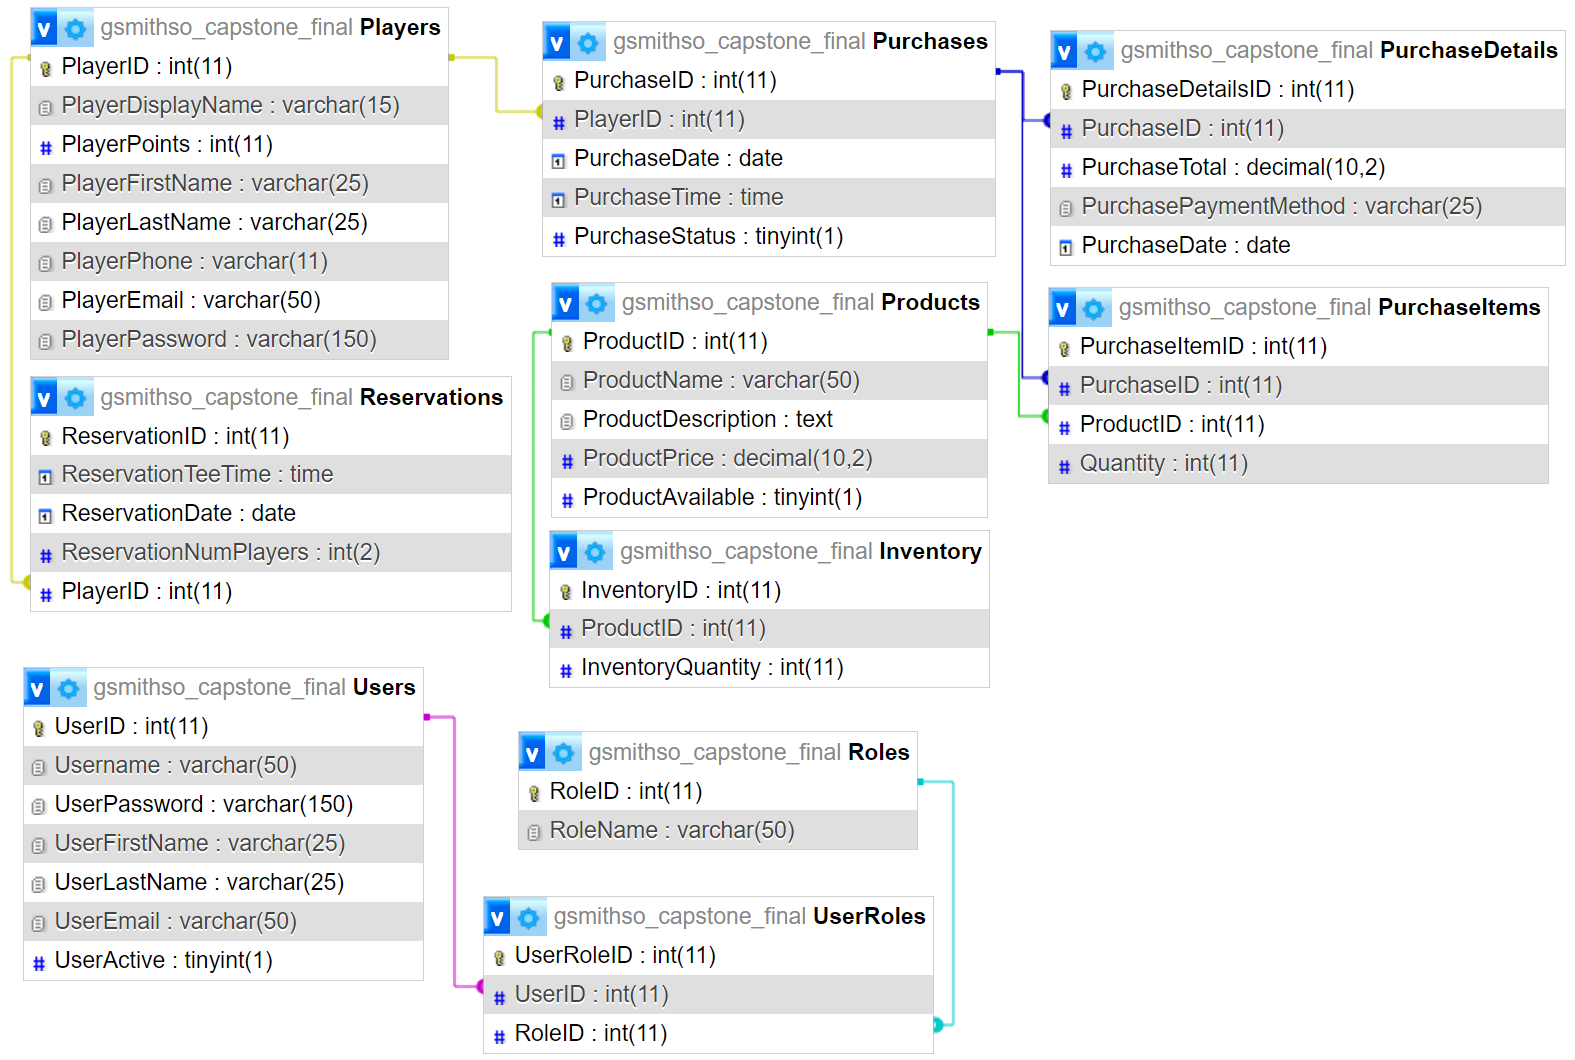 v gsmithso_capstone_final Players
PlayerID : int(11)
PlayerDisplayName : varchar(15)
# PlayerPoints : int(11)
PlayerFirstName : varchar(25)
PlayerLastName : varchar(25)
PlayerPhone : varchar(11)
PlayerEmail : varchar(50)
PlayerPassword : varchar(150)
v gsmithso_capstone_final Reservations
ReservationID : int(11)
1 ReservationTeeTime : time
1 ReservationDate : date
# ReservationNumPlayers : int(2)
# PlayerID : int(11)
v gsmithso_capstone_final Purchases
PurchaseID : int(11)
# PlayerID : int(11)
1 PurchaseDate : date
1 PurchaseTime : time
# PurchaseStatus : tinyint(1)
v gsmithso_capstone_final PurchaseDetails
PurchaseDetailsID : int(11)
# PurchaseID : int(11)
# PurchaseTotal : decimal(10,2)
PurchasePaymentMethod : varchar(25)
1 PurchaseDate : date
v gsmithso_capstone_final Products
ProductID : int(11)
ProductName : varchar(50)
ProductDescription : text
# ProductPrice : decimal(10,2)
# ProductAvailable : tinyint(1)
v gsmithso_capstone_final PurchaseItems
PurchaseItemID : int(11)
# PurchaseID : int(11)
# ProductID : int(11)
# Quantity : int(11)
v gsmithso_capstone_final Inventory
InventoryID : int(11)
# ProductID : int(11)
# InventoryQuantity : int(11)
v gsmithso_capstone_final Users
UserID : int(11)
Username : varchar(50)
UserPassword : varchar(150)
UserFirstName : varchar(25)
UserLastName : varchar(25)
UserEmail : varchar(50)
# UserActive : tinyint(1)
v gsmithso_capstone_final Roles
RoleID : int(11)
RoleName : varchar(50)
v gsmithso_capstone_final UserRoles
UserRoleID : int(11)
# UserID : int(11)
# RoleID : int(11)